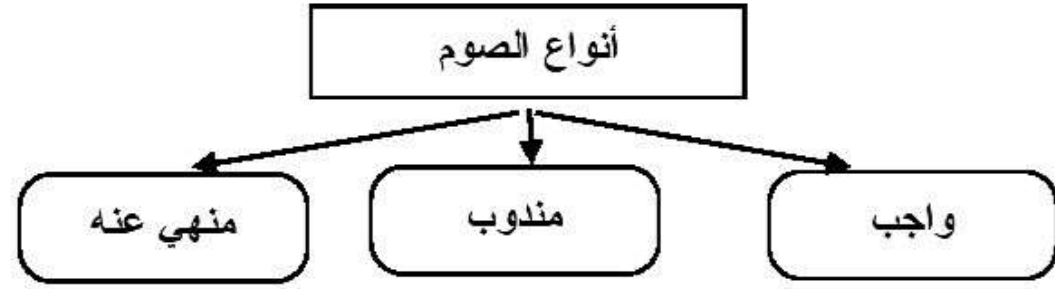 أنواع الصوم
واجب
مندوب
منهي عنه